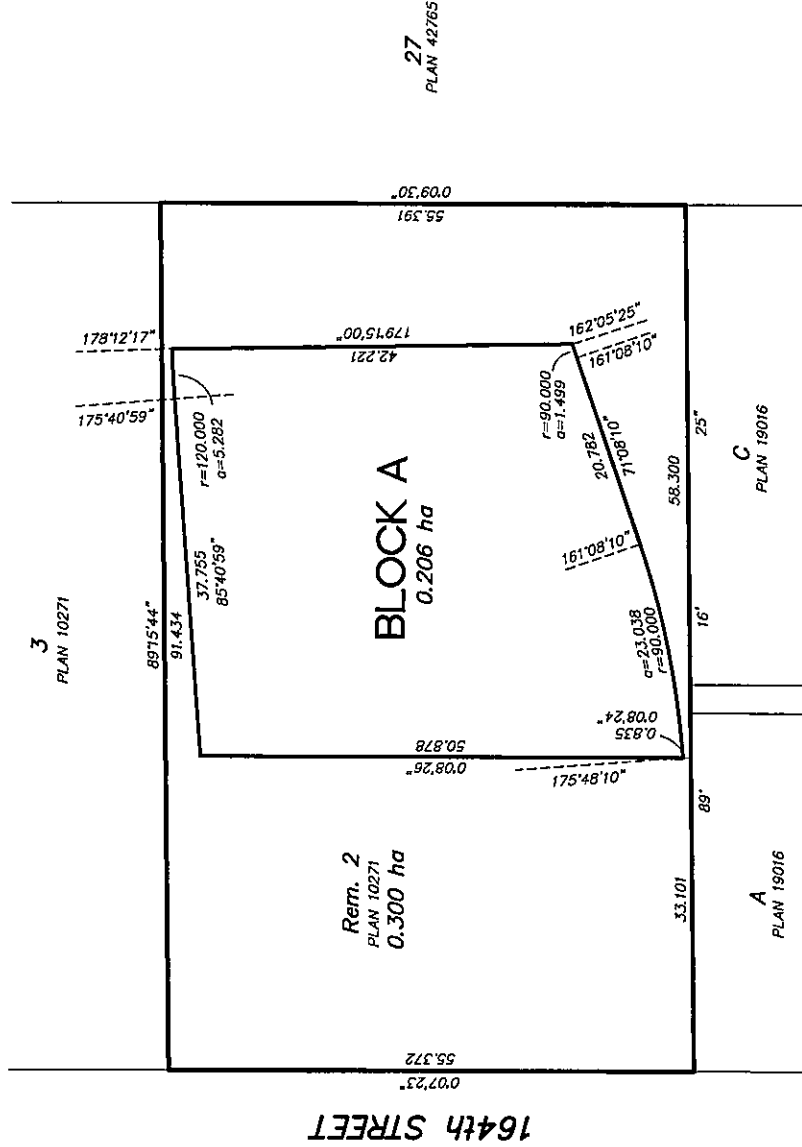 27
PLAN 42765
3
PLAN 10271
178°12'17"
175°40'59"
89°15'44"
91.434
37.755
85°40'59"
r=120.000
a=5.282
0°09'30"
55.391
179°15'00"
42.221
162°05'25"
161°08'10"
r=90.000
a=1.499
20.782
71°08'10"
BLOCK A
0.206 ha
161°08'10"
a=23.038
r=90.000
0°08'24"
0.835
50.878
0°08'26"
175°48'10"
Rem. 2
PLAN 10271
0.300 ha
33.101
58.300
89°
16'
25"
C
PLAN 19016
A
PLAN 19016
55.372
0°07'23"
164th STREET